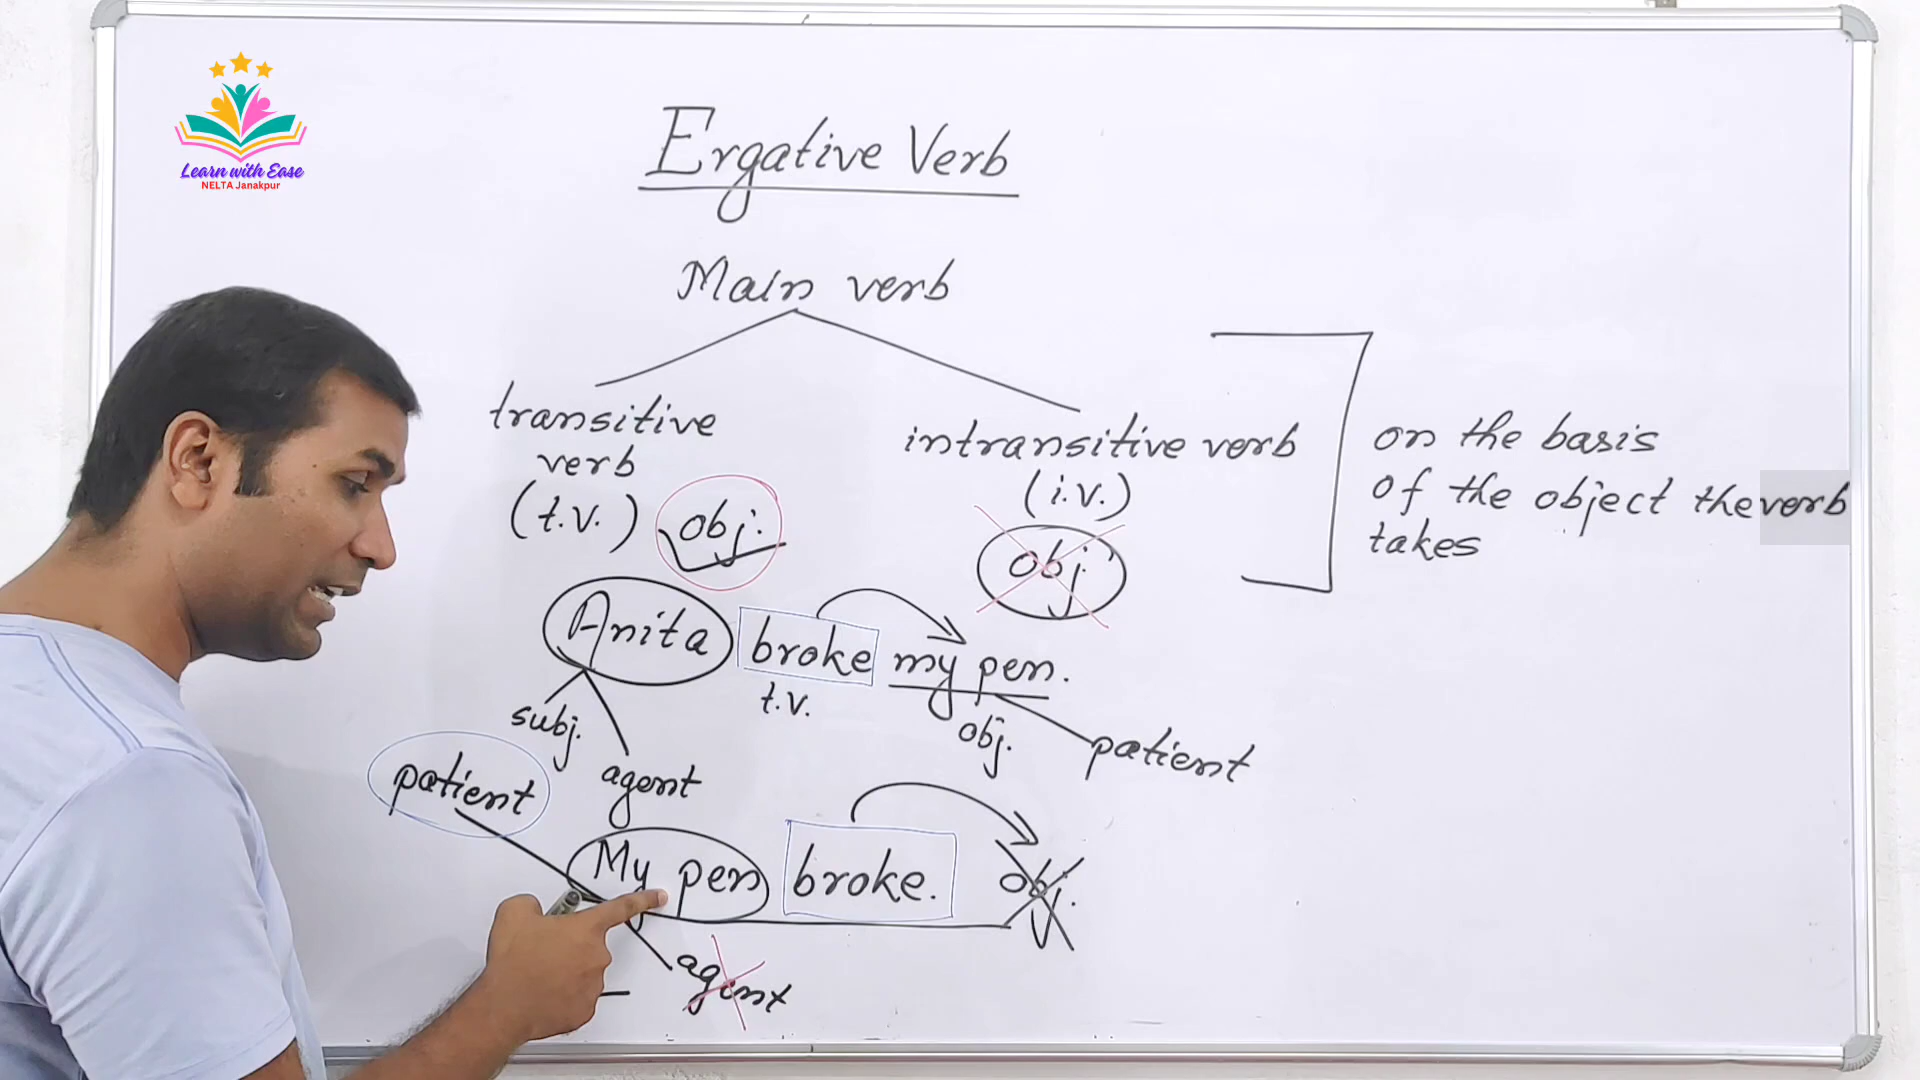 Learn with Ease
NELTA Janakpur
Ergative Verb
Main verb
transitive
verb
(t.v.) obj.
intransitive verb
(i.v.)
obj
on the basis
of the object the verb
takes
Anita broke my pen.
subj.
agent
t.v.
obj.
patient
patient
My pen broke. obj.
agent